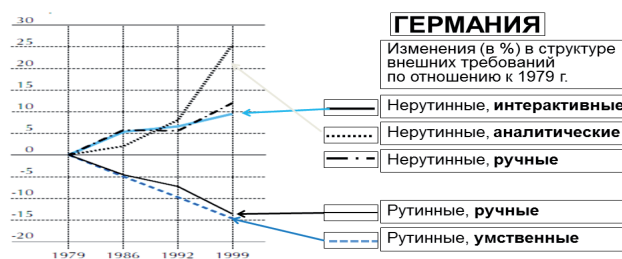 30
25
20
15
10
5
0
-5
-10
-15
-20
1979 1986 1992 1999
ГЕРМАНИЯ
Изменения (в %) в структуре
внешних требований
по отношению к 1979 г.
Нерутинные, интерактивные
Нерутинные, аналитические
Нерутинные, ручные
Рутинные, ручные
Рутинные, умственные